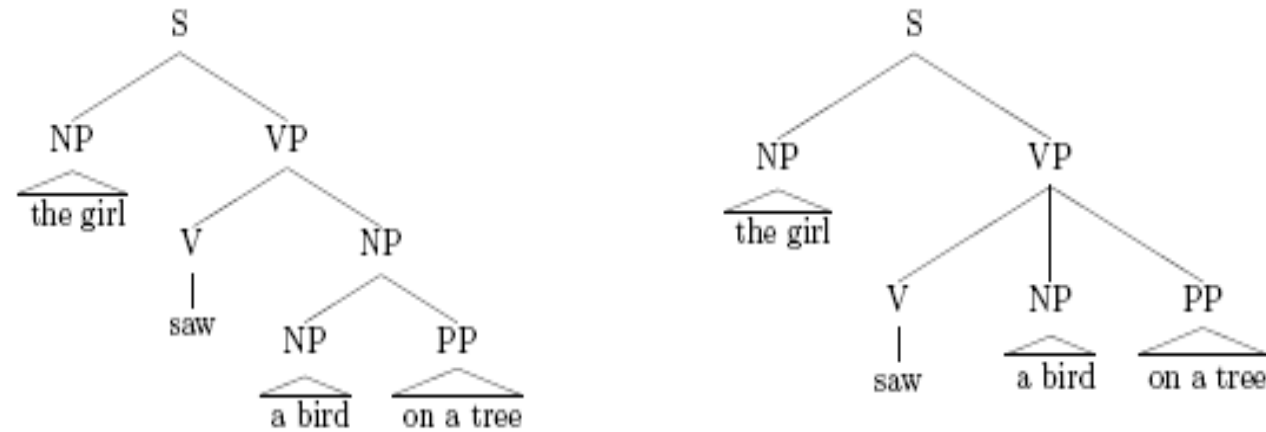 S S
NP VP
NP VP
the girl
the girl
V NP
V NP PP
saw
NP PP
saw a bird on a tree
a bird on a tree